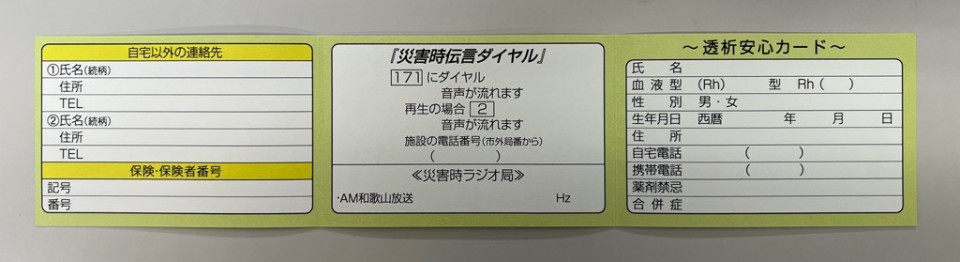 自宅以外の連絡先
①氏名(続柄)
住所
TEL
②氏名(続柄)
住所
TEL
保険・保険者番号
記号
番号
『災害時伝言ダイヤル』
171にダイヤル
音声が流れます
再生の場合 2
音声が流れます
施設の電話番号(市外局番から)
(　　　　)
≪災害時ラジオ局≫
・AM和歌山放送　　Hz
～透析安心カード～
氏　名
血液型　(Rh)　　型　Rh(　　)
性　別　男・女
生年月日　西暦　　年　　月　　日
住　所
自宅電話　(　　　)
携帯電話　(　　　)
薬剤禁忌
合併症